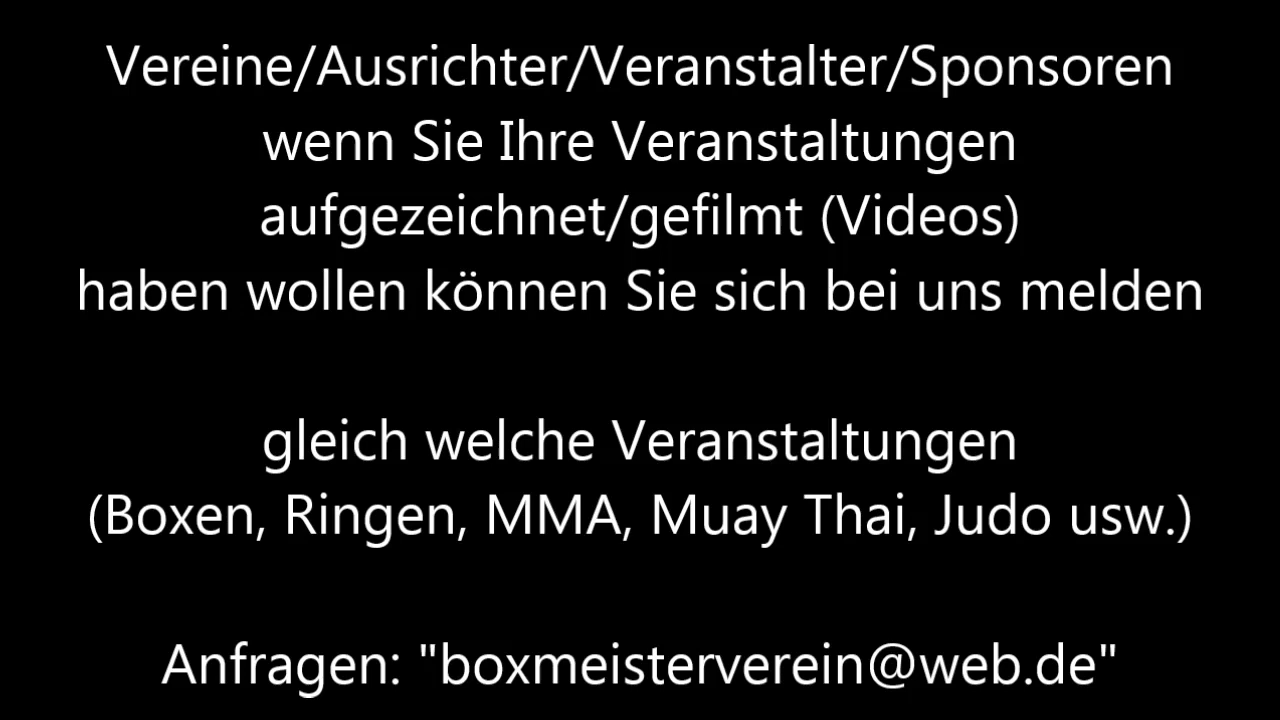 Vereine/Ausrichter/Veranstalter/Sponsoren
wenn Sie Ihre Veranstaltungen
aufgezeichnet/gefilmt (Videos)
haben wollen können Sie sich bei uns melden
gleich welche Veranstaltungen
(Boxen, Ringen, MMA, Muay Thai, Judo usw.)
Anfragen: "boxmeisterverein@web.de"